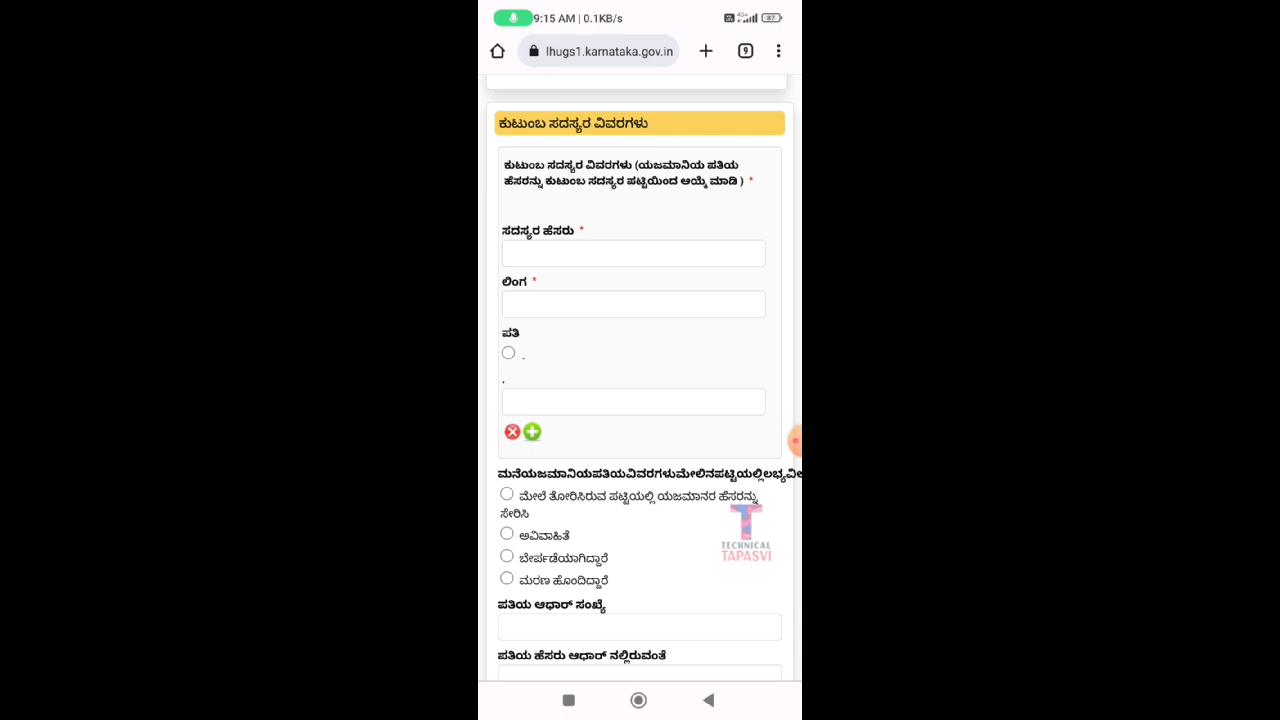 9:15 AM | 0.1KB/s
4G+
87
lhugs1.karnataka.gov.in
9
ಕುಟುಂಬ ಸದಸ್ಯರ ವಿವರಗಳು
ಕುಟುಂಬ ಸದಸ್ಯರ ವಿವರಗಳು (ಯಜಮಾನಿಯ ಪತಿಯ
ಹೆಸರನ್ನು ಕುಟುಂಬ ಸದಸ್ಯರ ಪಟ್ಟಿಯಿಂದ ಆಯ್ಕೆ ಮಾಡಿ ) *
ಸದಸ್ಯರ ಹೆಸರು *
ಲಿಂಗ *
ಪತಿ
.
.
ಮನೆಯಜಮಾನಿಯಪತಿಯವಿವರಗಳುಮೇಲಿನಪಟ್ಟಿಯಲ್ಲಿಲಭ್ಯವಿಲ
ಮೇಲೆ ತೋರಿಸಿರುವ ಪಟ್ಟಿಯಲ್ಲಿ ಯಜಮಾನರ ಹೆಸರನ್ನು
ಸೇರಿಸಿ
ಅವಿವಾಹಿತೆ
ಬೇರ್ಪಡೆಯಾಗಿದ್ದಾರೆ
ಮರಣ ಹೊಂದಿದ್ದಾರೆ
TECHNICAL
TAPASVI
ಪತಿಯ ಆಧಾರ್ ಸಂಖ್ಯೆ
ಪತಿಯ ಹೆಸರು ಆಧಾರ್ ನಲ್ಲಿರುವಂತೆ